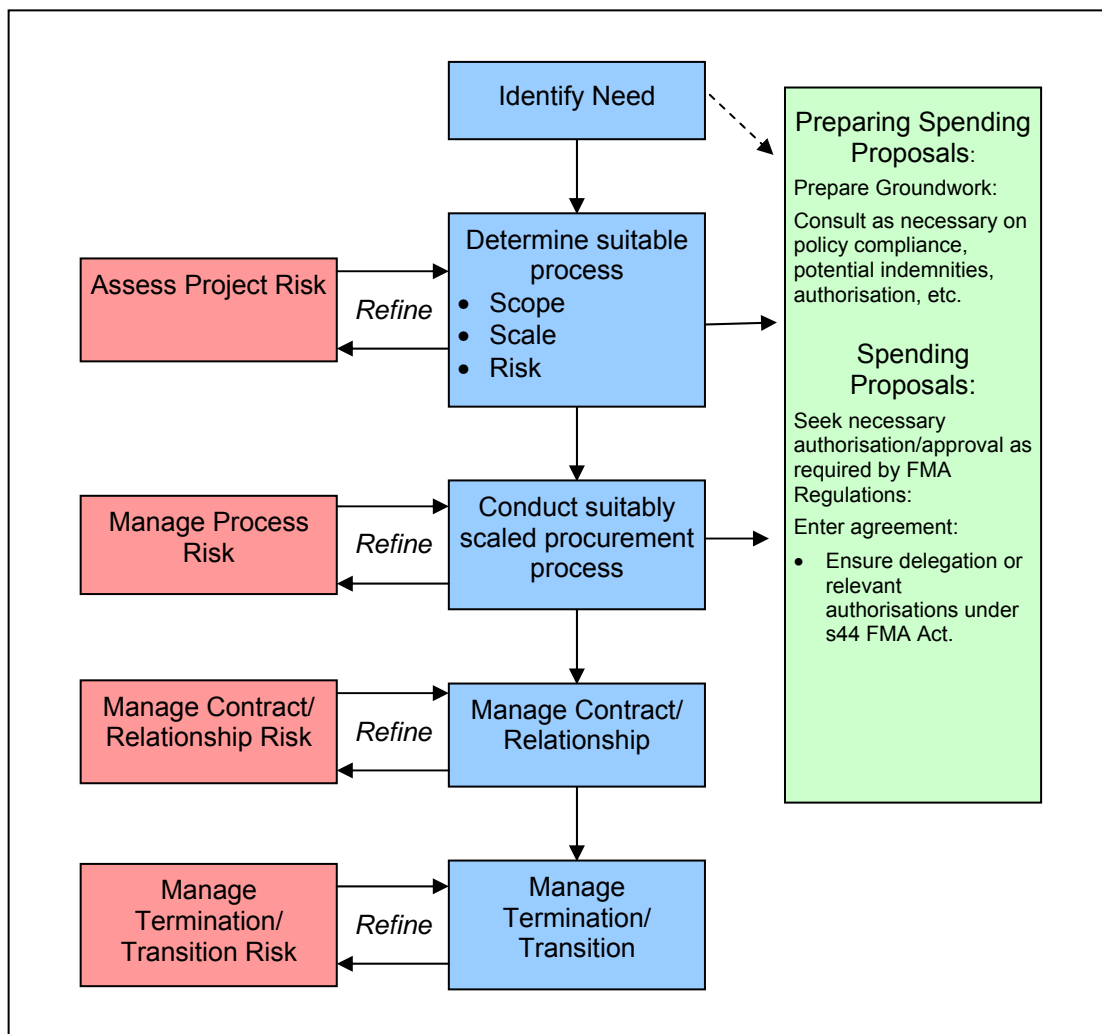 Identify Need
Determine suitable
process
• Scope
• Scale
• Risk
Assess Project Risk
Refine
Conduct suitably
scaled procurement
process
Manage Process
Risk
Refine
Manage Contract/
Relationship
Manage Contract/
Relationship Risk
Refine
Manage
Termination/
Transition
Manage
Termination/
Transition Risk
Refine
Preparing Spending
Proposals:
Prepare Groundwork:
Consult as necessary on
policy compliance,
potential indemnities,
authorisation, etc.
Spending
Proposals:
Seek necessary
authorisation/approval as
required by FMA
Regulations:
Enter agreement:
• Ensure delegation or
relevant
authorisations under
s44 FMA Act.